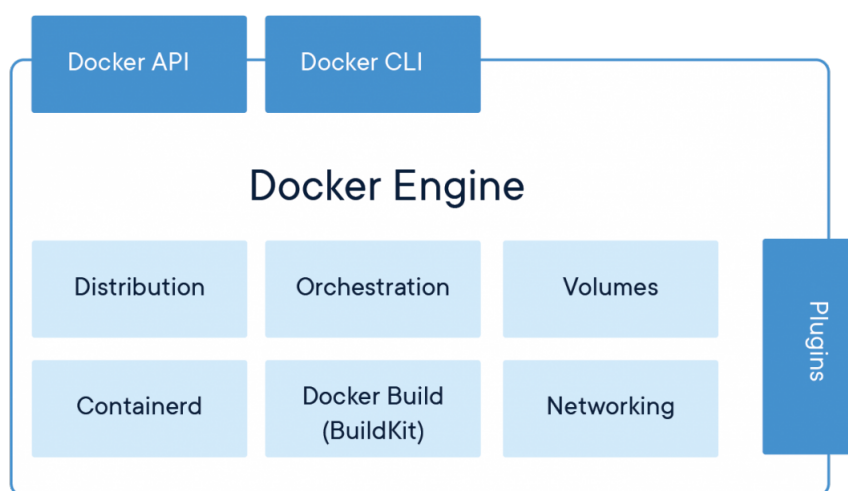 Docker API
Docker CLI
Docker Engine
Distribution
Orchestration
Volumes
Plugins
Containerd
Docker Build
(BuildKit)
Networking